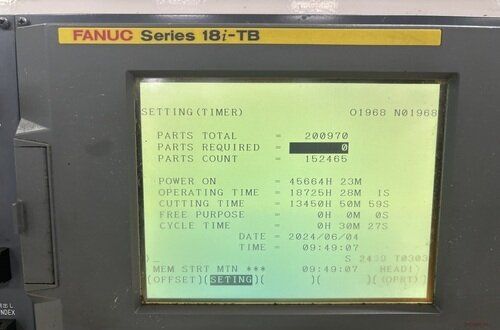 FANUC Series 18i-TB
SETTING(TIMER) O1968 N01968
PARTS TOTAL = 200970
PARTS REQUIRED = 0
PARTS COUNT = 152465
POWER ON = 45664H 23M
OPERATING TIME = 18725H 28M 1S
CUTTING TIME = 13450H 50M 59S
FREE PURPOSE = 0H 0M 0S
CYCLE TIME = 0H 30M 27S
DATE = 2024/06/04
TIME = 09:49:07
)_
S 2439 T0303
MEM STRT MTN *** 09:49:07 HEAD1
(OFFSET)(SETING)( )( )(OPRT)
INDEX